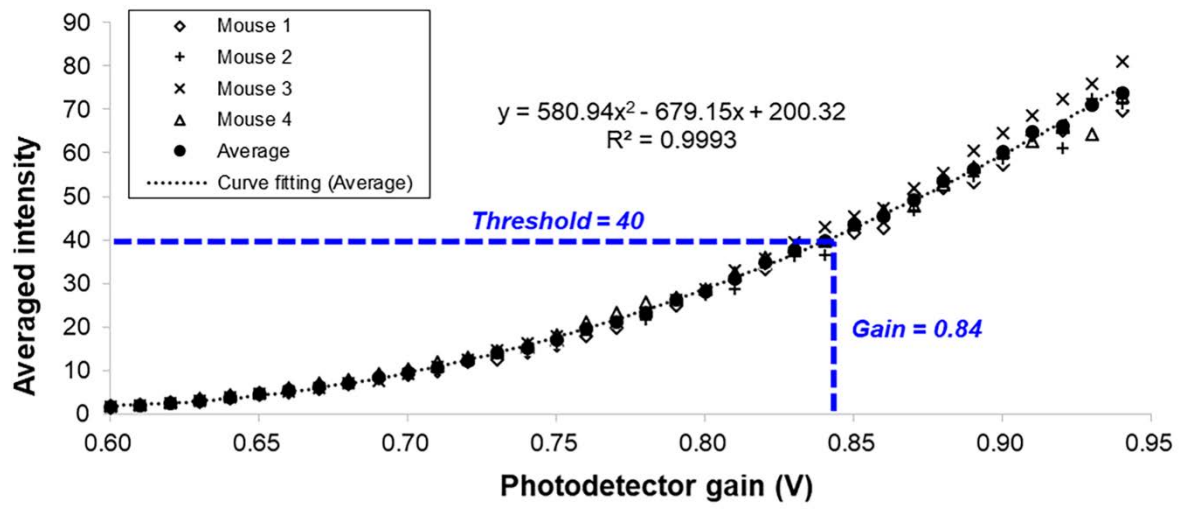 90
80
70
60
50
40
30
20
10
0
Averaged intensity
Mouse 1
Mouse 2
Mouse 3
Mouse 4
Average
Curve fitting (Average)
y = 580.94x² - 679.15x + 200.32
R² = 0.9993
Threshold = 40
Gain = 0.84
0.60 0.65 0.70 0.75 0.80 0.85 0.90 0.95
Photodetector gain (V)